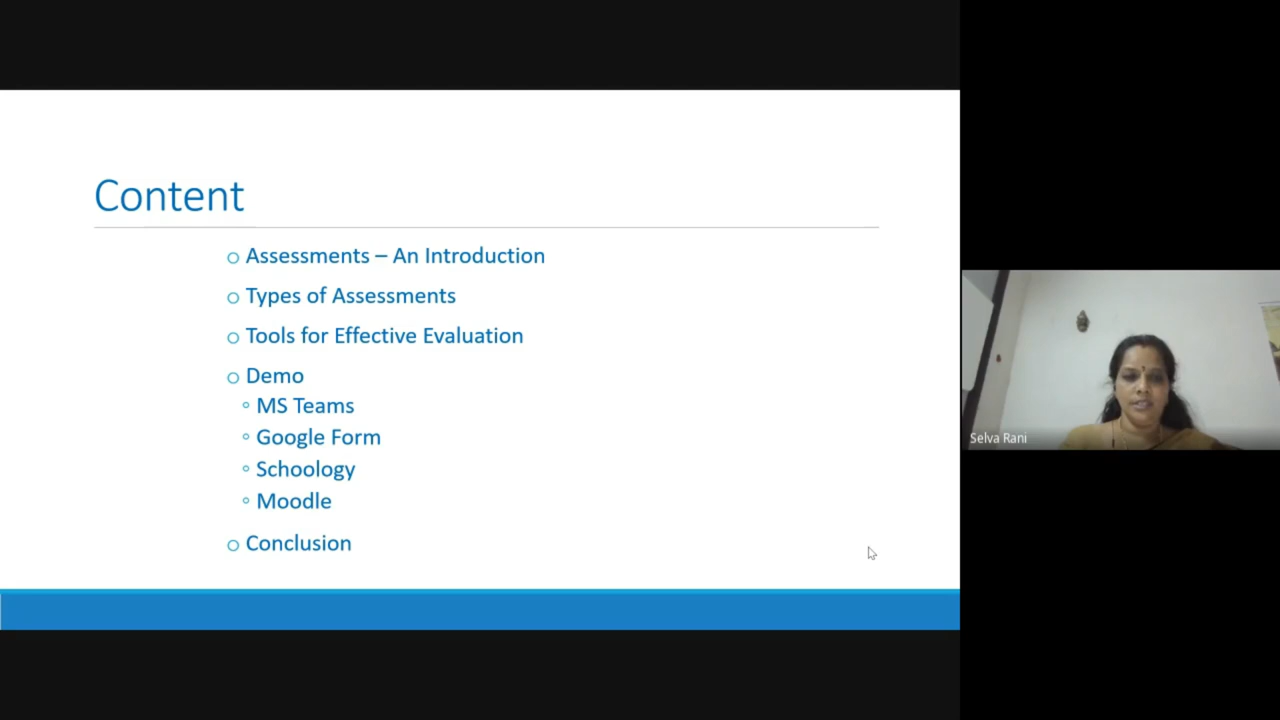 Content
Assessments – An Introduction
Types of Assessments
Tools for Effective Evaluation
Demo
MS Teams
Google Form
Schoology
Moodle
Conclusion
Selva Rani